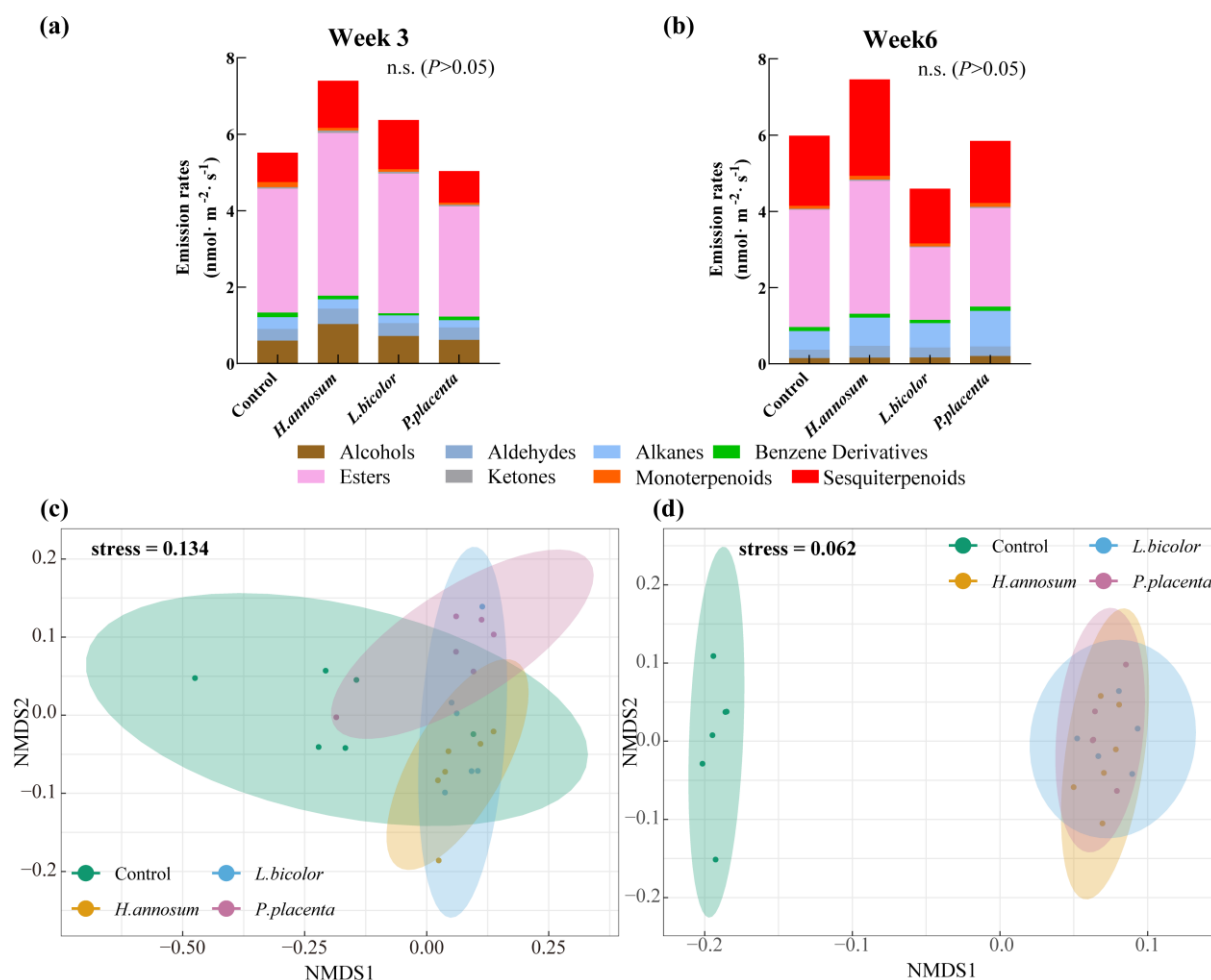 (a)
Week 3
n.s. (P>0.05)
Emission rates
(nmol· m⁻²· s⁻¹)
8
6
4
2
0
Control
H.annosum
L.bicolor
P.placenta
(b)
Week6
n.s. (P>0.05)
Emission rates
(nmol· m⁻²· s⁻¹)
8
6
4
2
0
Control
H.annosum
L.bicolor
P.placenta
Alcohols Aldehydes Alkanes Benzene Derivatives
Esters Ketones Monoterpenoids Sesquiterpenoids
(c)
stress = 0.134
NMDS2
0.2
0.1
0.0
−0.1
−0.2
Control L.bicolor
H.annosum P.placenta
−0.50 −0.25 0.00 0.25
NMDS1
(d)
stress = 0.062
Control L.bicolor
H.annosum P.placenta
NMDS2
0.2
0.1
0.0
−0.1
−0.2
−0.2 −0.1 0.0 0.1
NMDS1